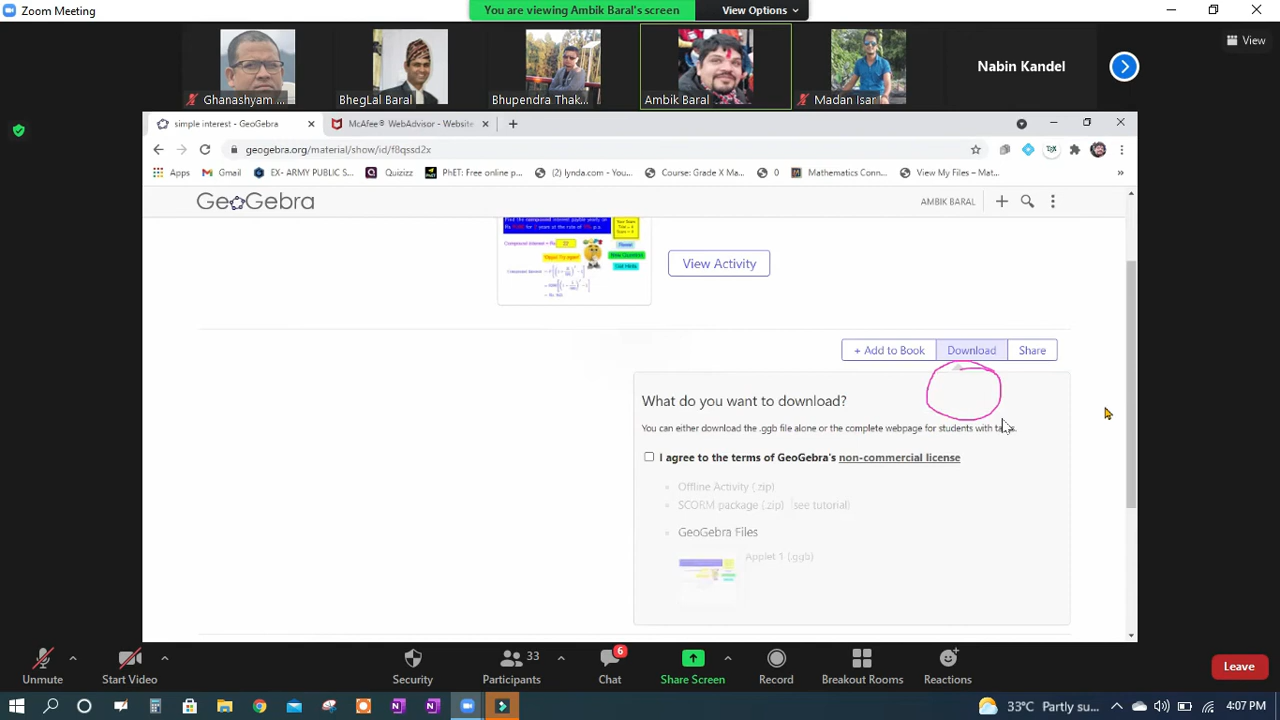 Zoom Meeting
You are viewing Ambik Baral's screen
View Options
View
Ghanashyam ...
BhegLal Baral
Bhupendra Thak...
Ambik Baral
Madan Isar
Nabin Kandel
simple interest - GeoGebra
McAfee® WebAdvisor - Website
geogebra.org/material/show/id/f8qssd2x
Apps
Gmail
EX- ARMY PUBLIC S...
Quizizz
PhET: Free online p...
(2) lynda.com - You...
Course: Grade X Ma...
0
Mathematics Conn...
View My Files – Mat...
»
GeoGebra
AMBIK BARAL
Find the compound interest payable yearly on
View Activity
+ Add to Book
Download
Share
What do you want to download?
You can either download the .ggb file alone or the complete webpage for students with
I agree to the terms of GeoGebra's non-commercial license
Offline Activity (.zip)
SCORM package (.zip) (see tutorial)
GeoGebra Files
Applet 1 (.ggb)
Unmute
Start Video
Security
33
Participants
6
Chat
Share Screen
Record
Breakout Rooms
Reactions
Leave
33°C Partly su...
4:07 PM